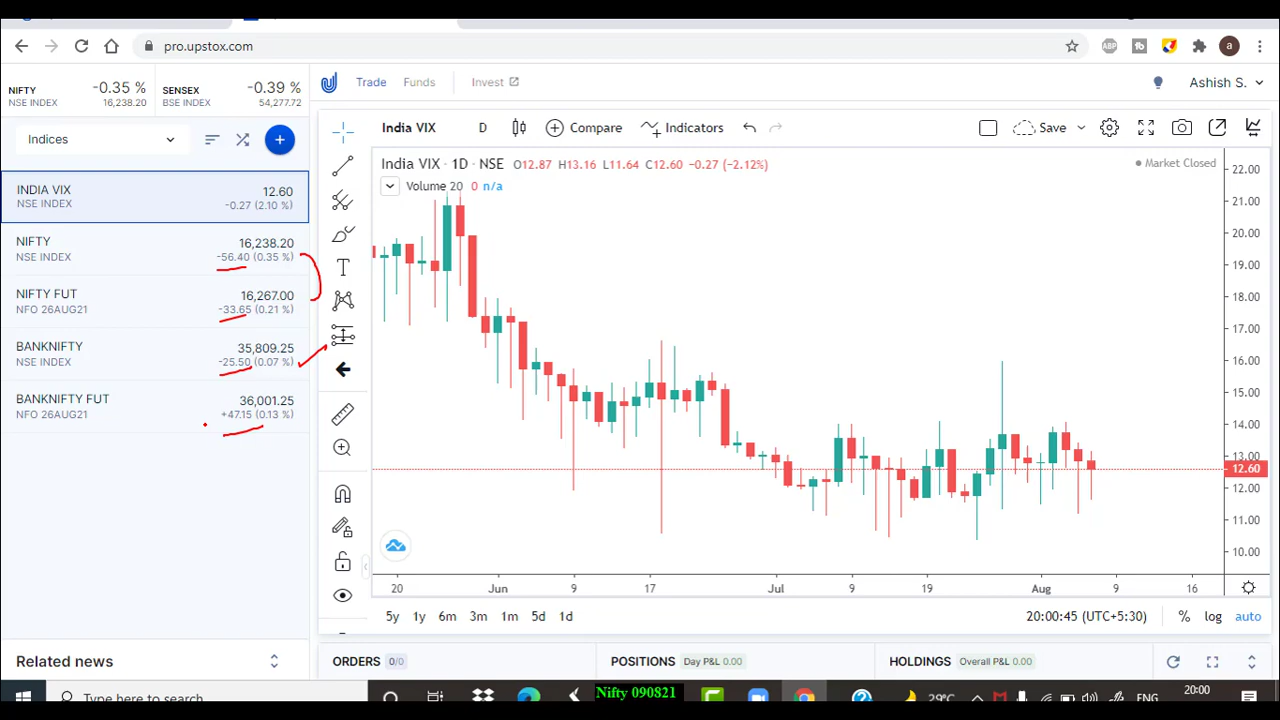 pro.upstox.com
NIFTY -0.35 % SENSEX -0.39 %
NSE INDEX 16,238.20 BSE INDEX 54,277.72
Trade Funds Invest
Ashish S.
Indices
INDIA VIX 12.60
NSE INDEX -0.27 (2.10 %)
NIFTY 16,238.20
NSE INDEX -56.40 (0.35 %)
NIFTY FUT 16,267.00
NFO 26AUG21 -33.65 (0.21 %)
BANKNIFTY 35,809.25
NSE INDEX -25.50 (0.07 %)
BANKNIFTY FUT 36,001.25
NFO 26AUG21 +47.15 (0.13 %)
Related news
India VIX D Compare Indicators Save
India VIX · 1D · NSE O12.87 H13.16 L11.64 C12.60 -0.27 (-2.12%)
Market Closed
Volume 20 0 n/a
22.00
21.00
20.00
19.00
18.00
17.00
16.00
15.00
14.00
13.00
12.60
12.00
11.00
10.00
20 Jun 9 17 Jul 9 19 Aug 9 16
5y 1y 6m 3m 1m 5d 1d 20:00:45 (UTC+5:30) % log auto
ORDERS 0/0 POSITIONS Day P&L 0.00 HOLDINGS Overall P&L 0.00
Type here to search
Nifty 090821
29°C
ENG
20:00